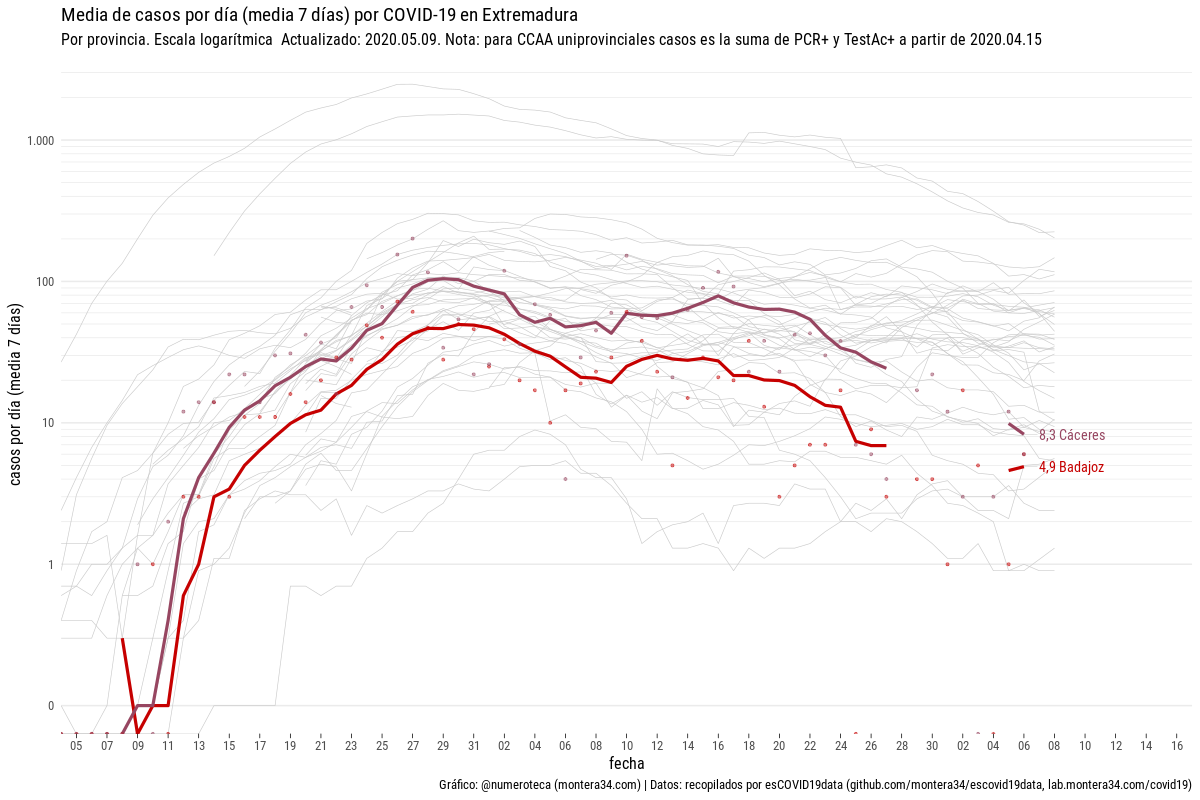 Media de casos por día (media 7 días) por COVID-19 en Extremadura
Por provincia. Escala logarítmica  Actualizado: 2020.05.09. Nota: para CCAA uniprovinciales casos es la suma de PCR+ y TestAc+ a partir de 2020.04.15
casos por día (media 7 días)
1.000
100
10
1
0
8,3 Cáceres
4,9 Badajoz
05 07 09 11 13 15 17 19 21 23 25 27 29 31 02 04 06 08 10 12 14 16 18 20 22 24 26 28 30 02 04 06 08 10 12 14 16
fecha
Gráfico: @numeroteca (montera34.com) | Datos: recopilados por esCOVID19data (github.com/montera34/escovid19data, lab.montera34.com/covid19)